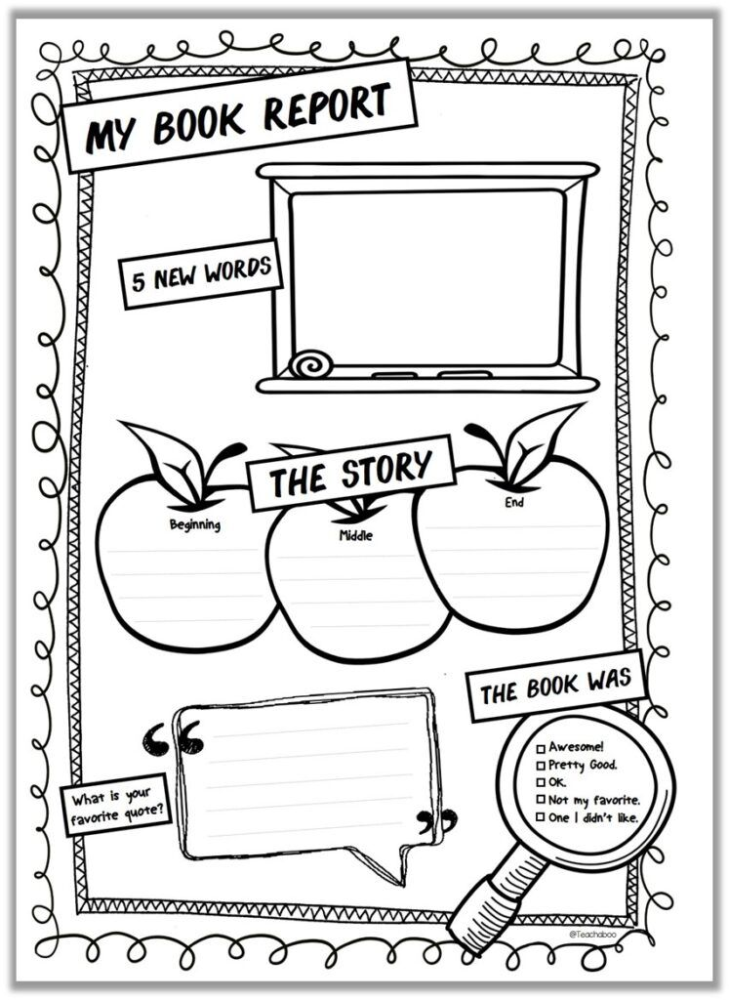 MY BOOK REPORT
5 NEW WORDS
THE STORY
Beginning
Middle
End
THE BOOK WAS
Awesome!
Pretty Good.
OK.
Not my favorite.
One I didn't like.
What is your
favorite quote?
@Teachaboo